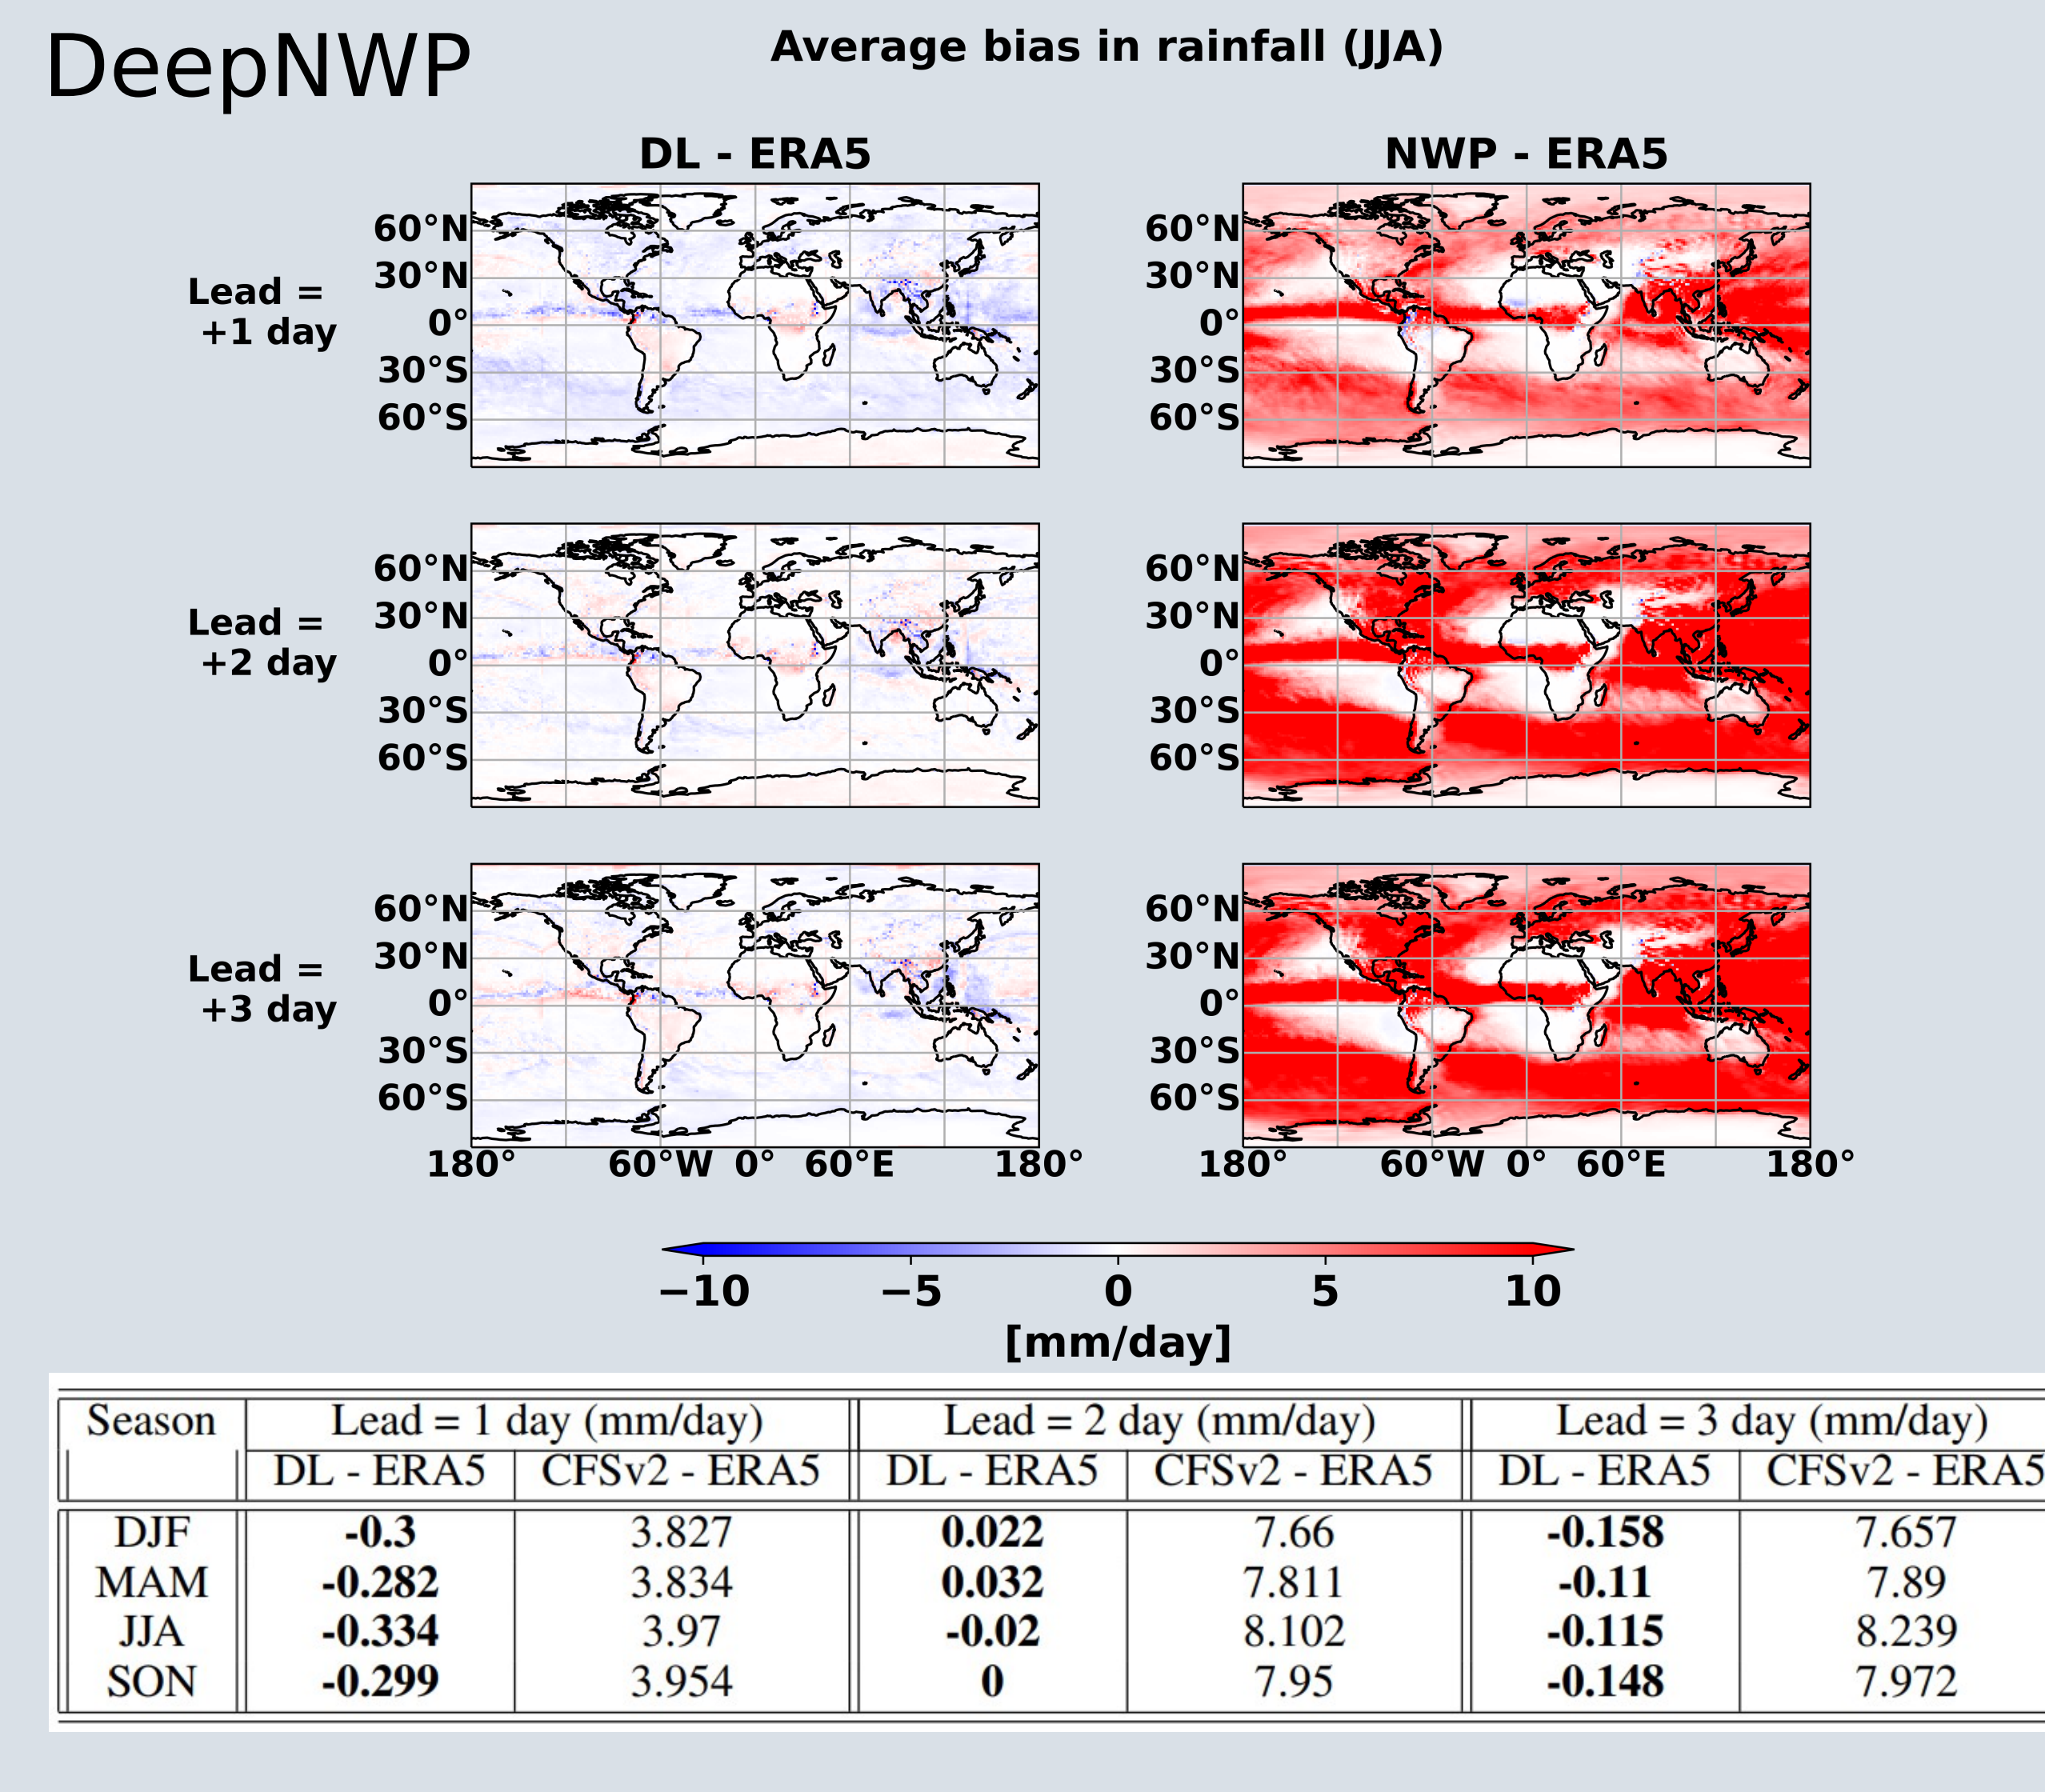 DeepNWP
Average bias in rainfall (JJA)
DL - ERA5
NWP - ERA5
Lead =
+1 day
60°N
30°N
0°
30°S
60°S
60°N
30°N
0°
30°S
60°S
Lead =
+2 day
60°N
30°N
0°
30°S
60°S
60°N
30°N
0°
30°S
60°S
Lead =
+3 day
60°N
30°N
0°
30°S
60°S
60°N
30°N
0°
30°S
60°S
180° 60°W 0° 60°E 180°
180° 60°W 0° 60°E 180°
−10 −5 0 5 10
[mm/day]
Season Lead = 1 day (mm/day) Lead = 2 day (mm/day) Lead = 3 day (mm/day)
DL - ERA5 CFSv2 - ERA5 DL - ERA5 CFSv2 - ERA5 DL - ERA5 CFSv2 - ERA5
DJF -0.3 3.827 0.022 7.66 -0.158 7.657
MAM -0.282 3.834 0.032 7.811 -0.11 7.89
JJA -0.334 3.97 -0.02 8.102 -0.115 8.239
SON -0.299 3.954 0 7.95 -0.148 7.972